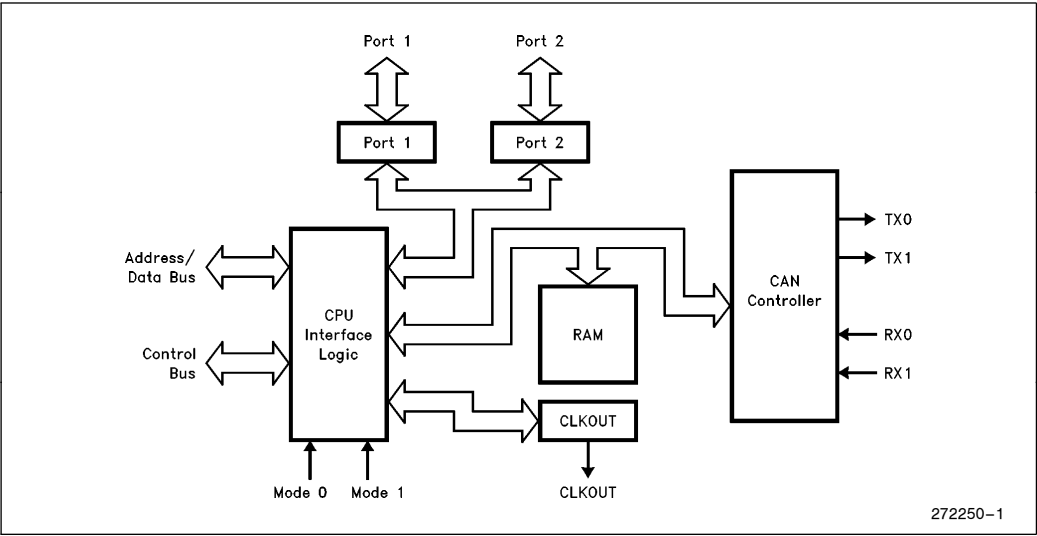 Port 1
Port 2
Port 1
Port 2
Address/
Data Bus
Control
Bus
CPU
Interface
Logic
RAM
CAN
Controller
TX0
TX1
RX0
RX1
CLKOUT
Mode 0
Mode 1
CLKOUT
272250-1